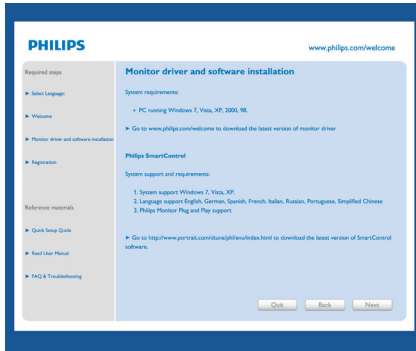 PHILIPS
www.philips.com/welcome
Required steps
Select Language:
Welcome
Monitor driver and software installation
Registration
Reference materials
Quick Setup Quide
Read User Manual
FAQ & Troubleshooting
Monitor driver and software installation
System requirements:
• PC running Windows 7, Vista, XP, 2000, 98.
Go to www.philips.com/welcome to download the latest version of monitor driver
Philips SmartControl
System support and requirements:
1. System support Windows 7, Vista, XP.
2. Language support English, German, Spanish, French, Italian, Russian, Portuguese, Simplified Chinese
3. Philips Monitor Plug and Play support
Go to http://www.portrait.com/dtune/phl/enu/index.html to download the latest version of SmartControl
software.
Quit
Back
Next